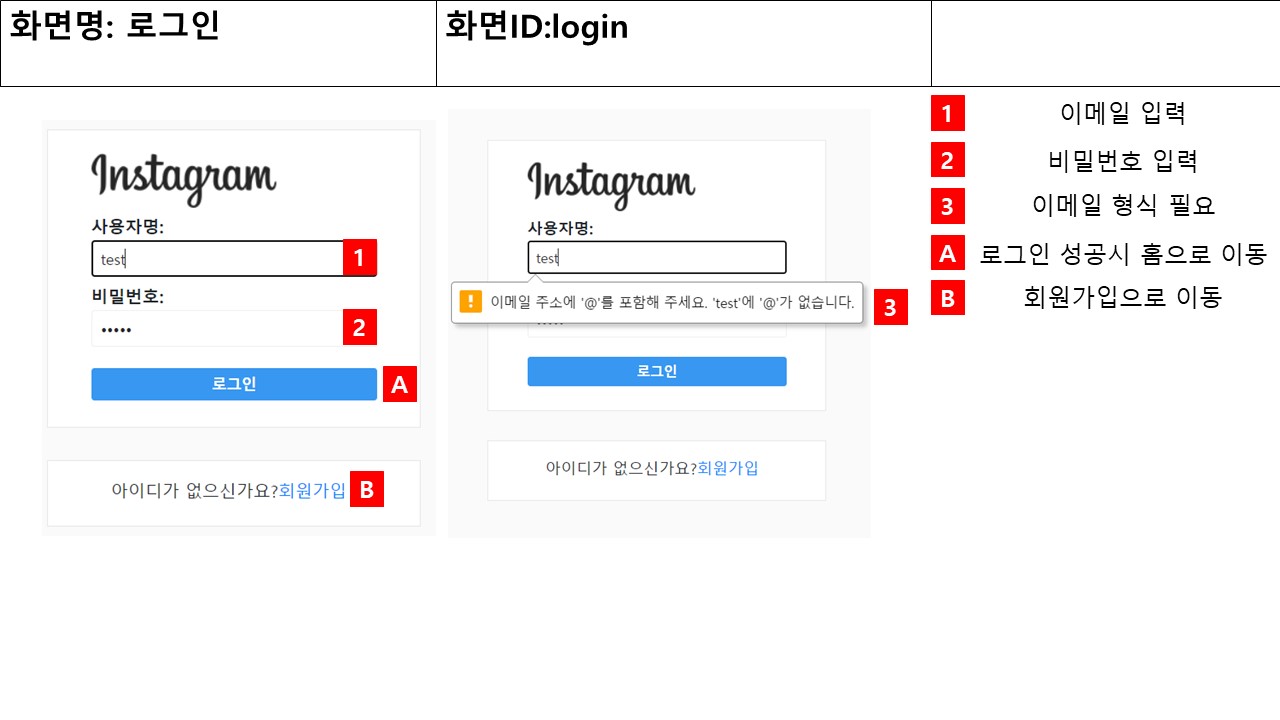 화면명: 로그인
화면ID:login
Instagram
사용자명:
test
1
비밀번호:
•••••
2
로그인
A
아이디가 없으신가요?회원가입
B
Instagram
사용자명:
test
이메일 주소에 '@'를 포함해 주세요. 'test'에 '@'가 없습니다.
3
로그인
아이디가 없으신가요?회원가입
1 이메일 입력
2 비밀번호 입력
3 이메일 형식 필요
A 로그인 성공시 홈으로 이동
B 회원가입으로 이동